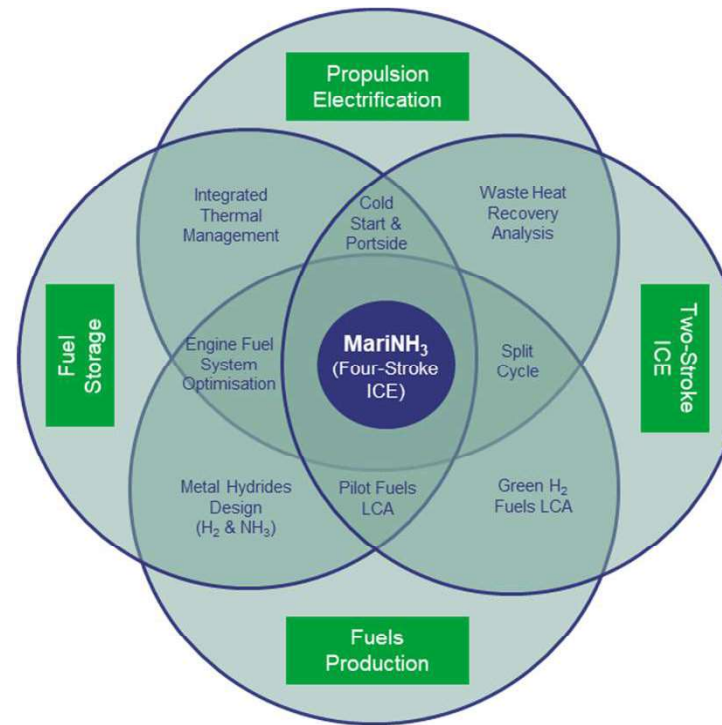 Propulsion
Electrification
Integrated
Thermal
Management
Cold
Start &
Portside
Waste Heat
Recovery
Analysis
Fuel
Storage
Engine Fuel
System
Optimisation
MariNH₃
(Four-Stroke
ICE)
Split
Cycle
Two-Stroke
ICE
Metal Hydrides
Design
(H₂ & NH₃)
Pilot Fuels
LCA
Green H₂
Fuels LCA
Fuels
Production